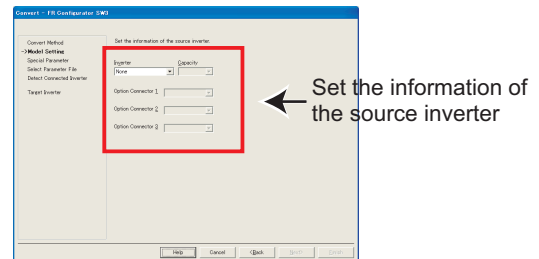 Convert - FR Configurator SW3
Convert Method
->Model Setting
Special Parameter
Select Parameter File
Detect Connected Inverter
Target Inverter
Set the information of the source inverter.
Inverter Capacity
None
Option Connector 1
Option Connector 2
Option Connector 3
Set the information of
the source inverter
Help Cancel <Back Next> Finish